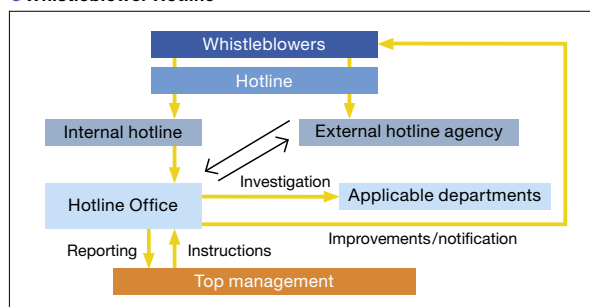 Whistleblower Hotline
Whistleblowers
Hotline
Internal hotline
External hotline agency
Investigation
Hotline Office
Applicable departments
Improvements/notification
Reporting
Instructions
Top management